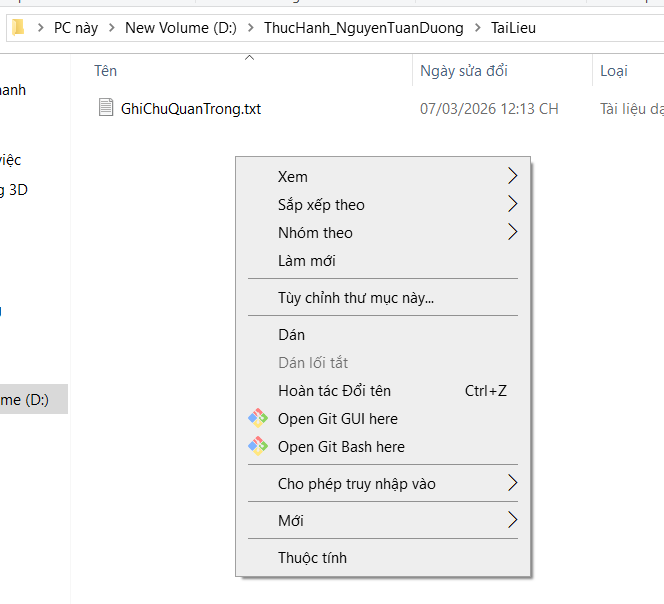 PC này > New Volume (D:) > ThucHanh_NguyenTuanDuong > TaiLieu
Tên
Ngày sửa đổi
Loại
GhiChuQuanTrong.txt
07/03/2026 12:13 CH
Tài liệu dạ
anh
việc
g 3D
me (D:)
Xem
Sắp xếp theo
Nhóm theo
Làm mới
Tùy chỉnh thư mục này...
Dán
Dán lối tắt
Hoàn tác Đổi tên Ctrl+Z
Open Git GUI here
Open Git Bash here
Cho phép truy nhập vào
Mới
Thuộc tính